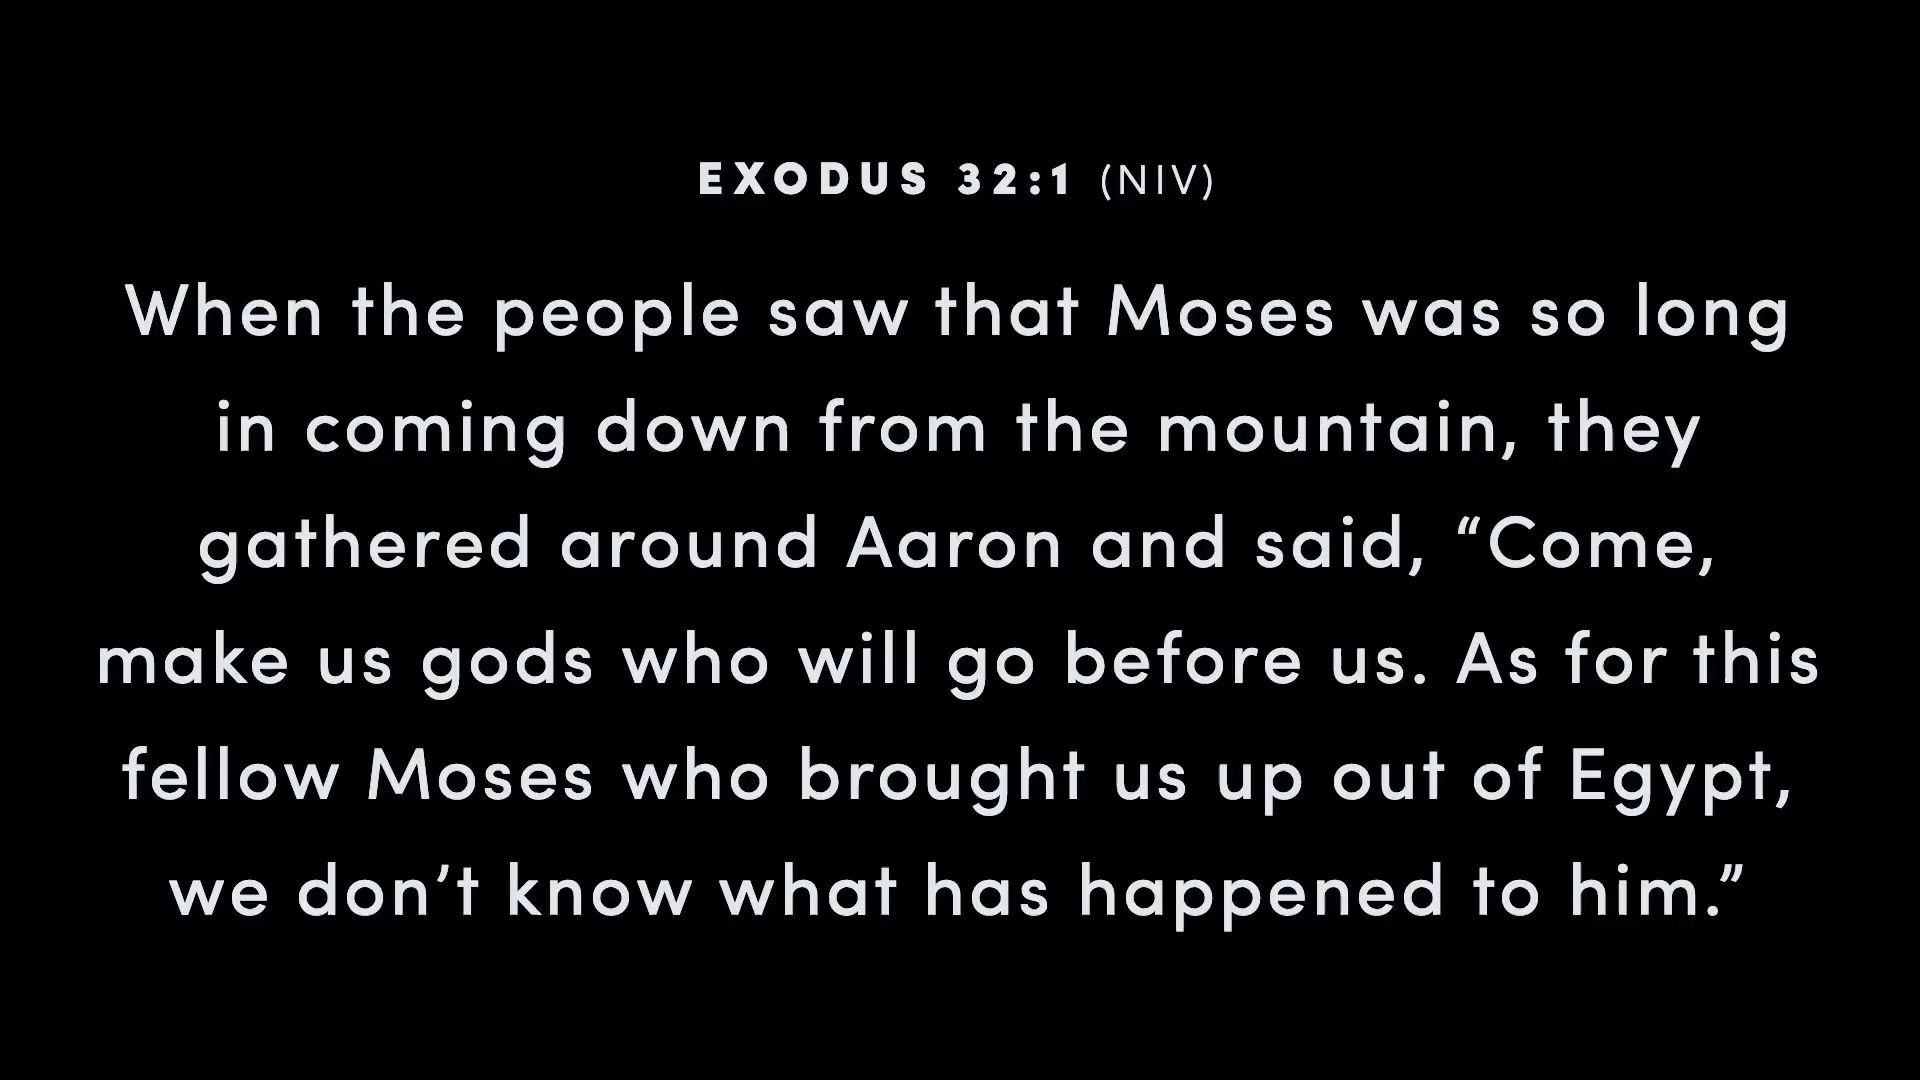 EXODUS 32:1 (NIV)
When the people saw that Moses was so long
in coming down from the mountain, they
gathered around Aaron and said, “Come,
make us gods who will go before us. As for this
fellow Moses who brought us up out of Egypt,
we don’t know what has happened to him.”